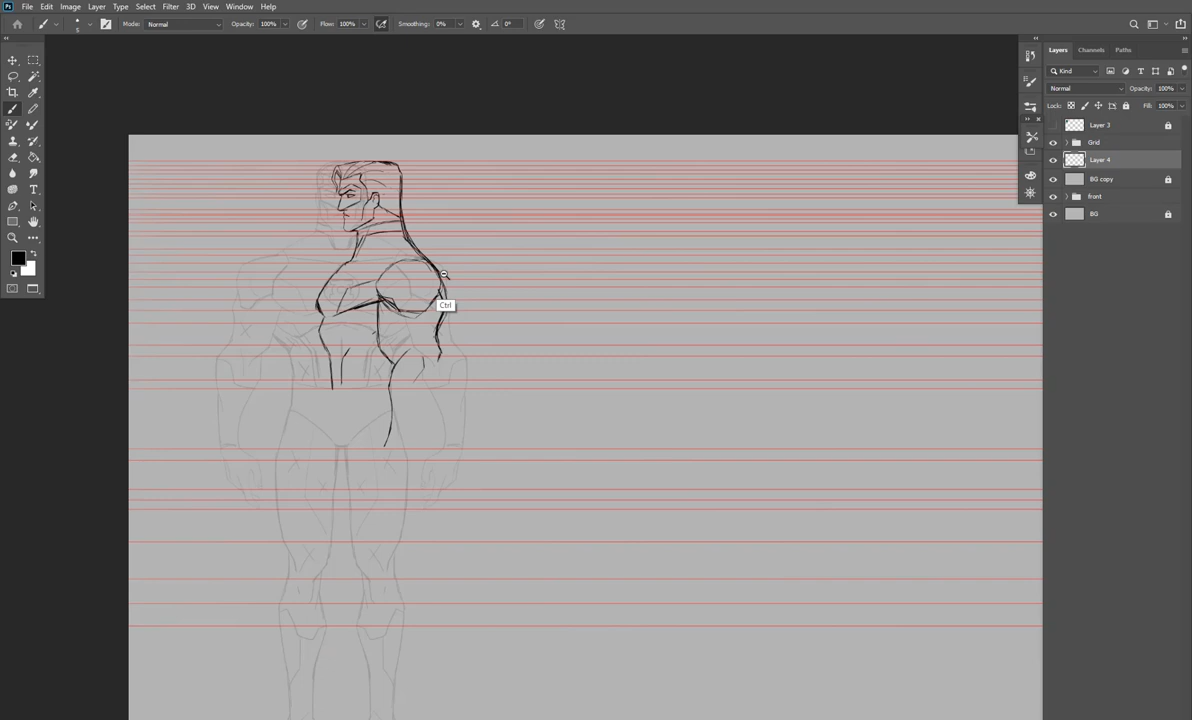 Ps File Edit Image Layer Type Select Filter 3D View Window Help
5 Mode: Normal Opacity: 100% Flow: 100% Smoothing: 0% 0°
Layers Channels Paths
Kind
Normal Opacity: 100%
Lock: Fill: 100%
Layer 3
Grid
Layer 4
BG copy
front
BG
T
Ctrl